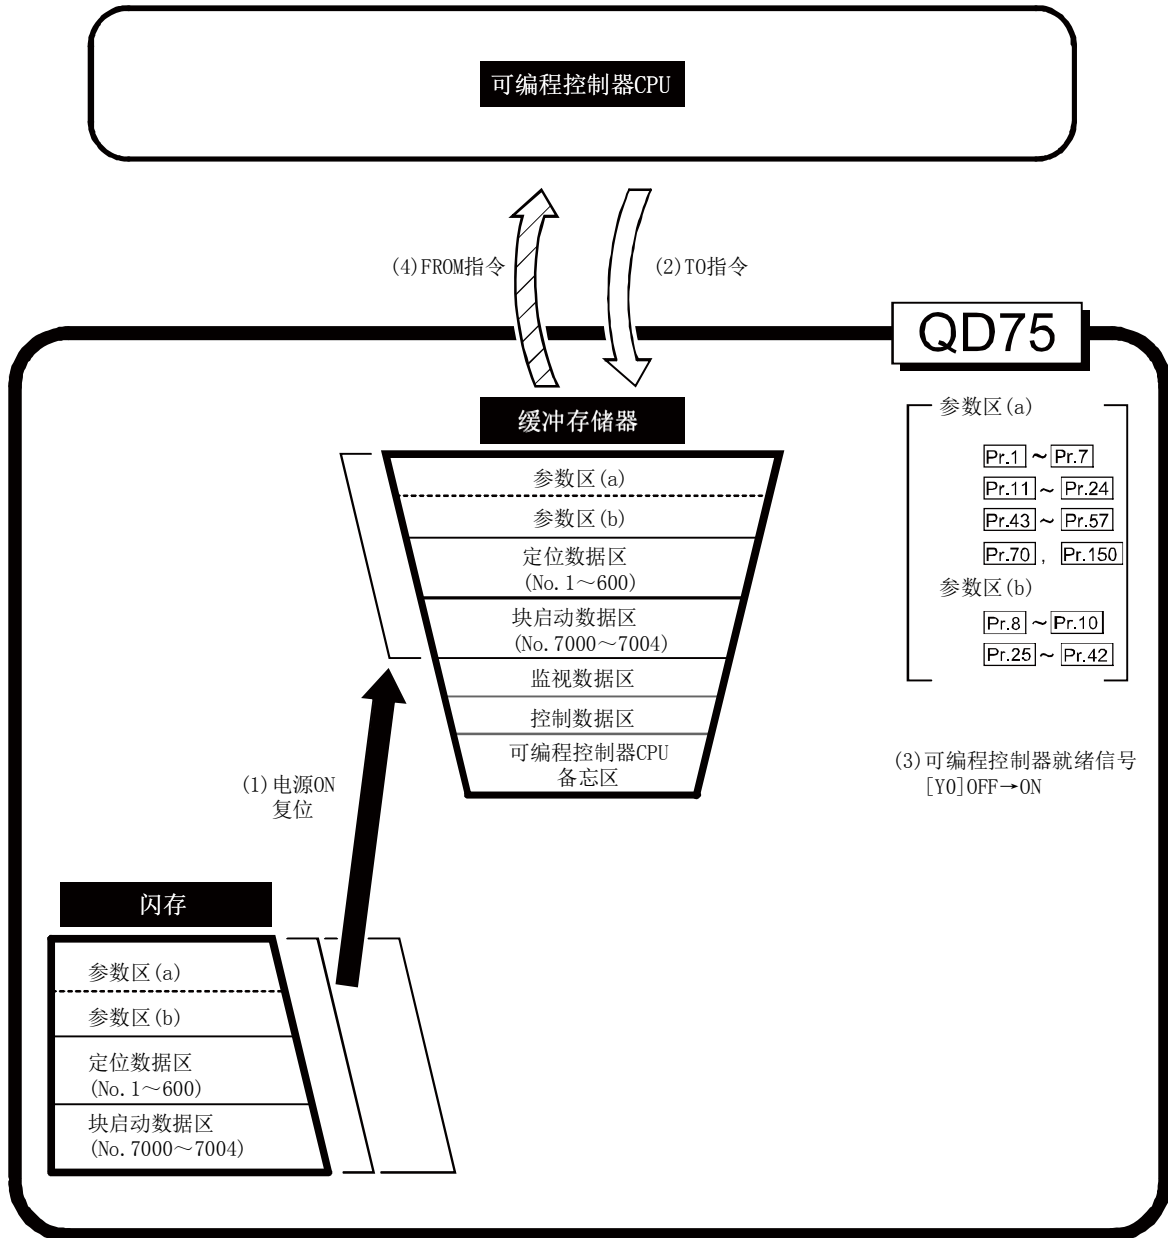 可编程控制器CPU
(4)FROM指令
(2)TO指令
QD75
缓冲存储器
参数区(a)
参数区(b)
定位数据区
(No.1～600)
块启动数据区
(No.7000～7004)
监视数据区
控制数据区
可编程控制器CPU
备忘区
参数区(a)
Pr.1 ~ Pr.7
Pr.11 ~ Pr.24
Pr.43 ~ Pr.57
Pr.70 , Pr.150
参数区(b)
Pr.8 ~ Pr.10
Pr.25 ~ Pr.42
(3)可编程控制器就绪信号
[Y0]OFF→ON
(1)电源ON
复位
闪存
参数区(a)
参数区(b)
定位数据区
(No.1～600)
块启动数据区
(No.7000～7004)